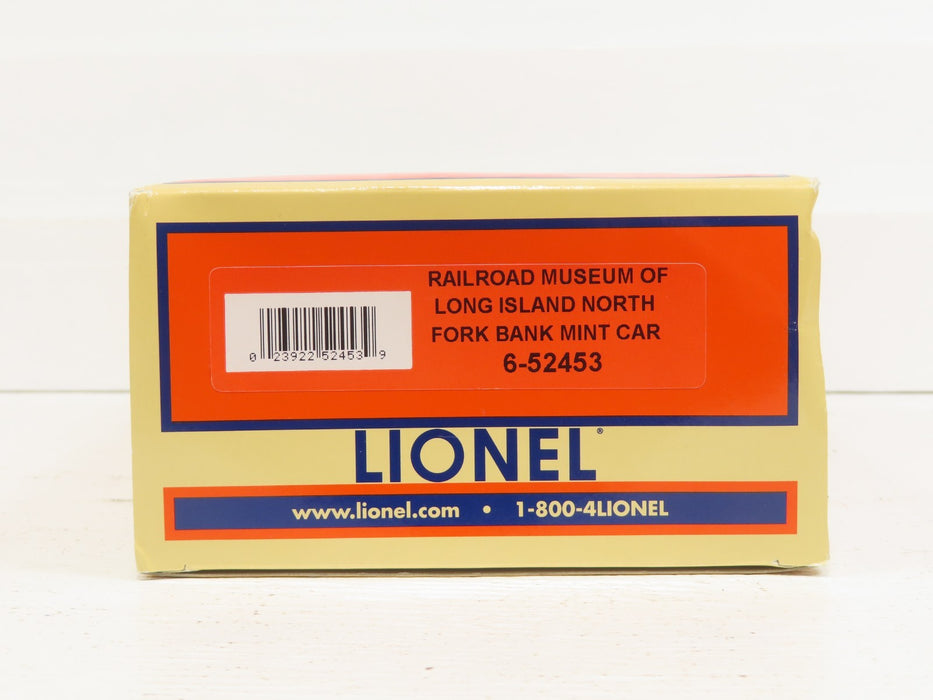 RAILROAD MUSEUM OF
LONG ISLAND NORTH
FORK BANK MINT CAR
6-52453
0 23922 52453 9
LIONEL®
www.lionel.com • 1-800-4LIONEL